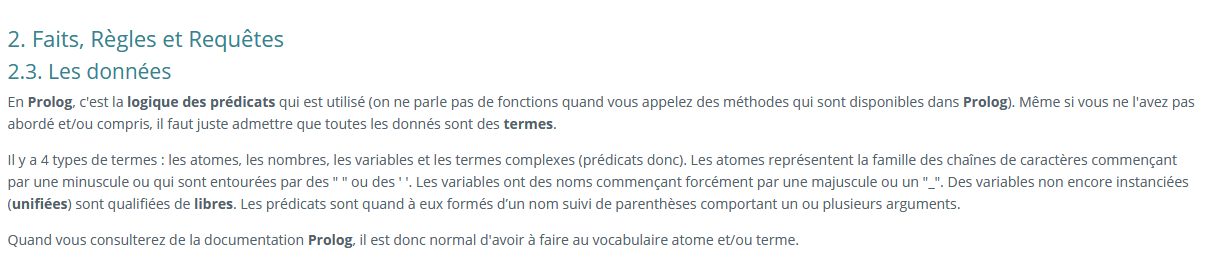 2. Faits, Règles et Requêtes
2.3. Les données
En Prolog, c'est la logique des prédicats qui est utilisé (on ne parle pas de fonctions quand vous appelez des méthodes qui sont disponibles dans Prolog). Même si vous ne l'avez pas
abordé et/ou compris, il faut juste admettre que toutes les donnés sont des termes.
Il y a 4 types de termes : les atomes, les nombres, les variables et les termes complexes (prédicats donc). Les atomes représentent la famille des chaînes de caractères commençant
par une minuscule ou qui sont entourées par des " " ou des ' '. Les variables ont des noms commençant forcément par une majuscule ou un "_". Des variables non encore instanciées
(unifiées) sont qualifiées de libres. Les prédicats sont quand à eux formés d’un nom suivi de parenthèses comportant un ou plusieurs arguments.
Quand vous consulterez de la documentation Prolog, il est donc normal d'avoir à faire au vocabulaire atome et/ou terme.